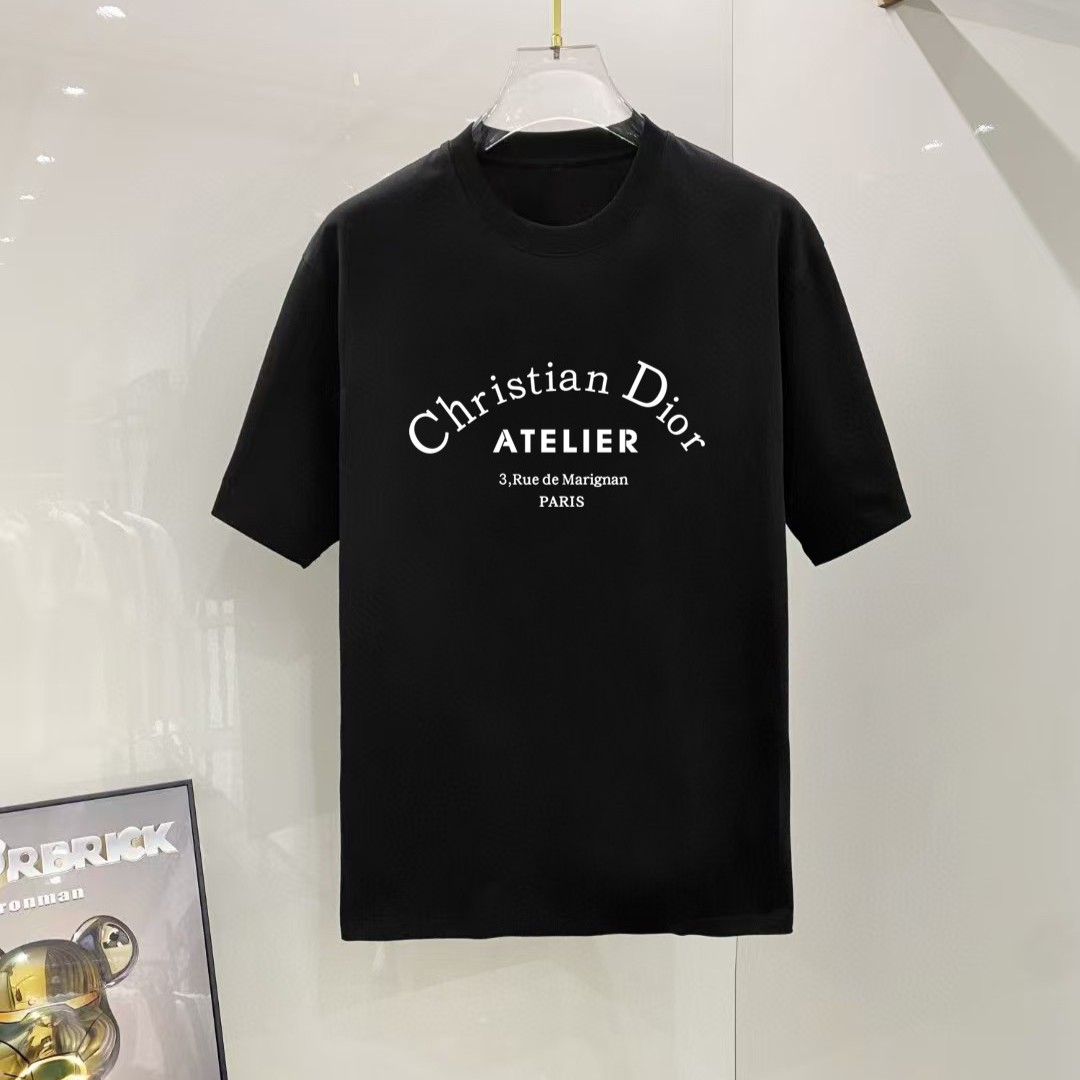 Christian Dior
ATELIER
3,Rue de Marignan
PARIS
RBRICK
ronman